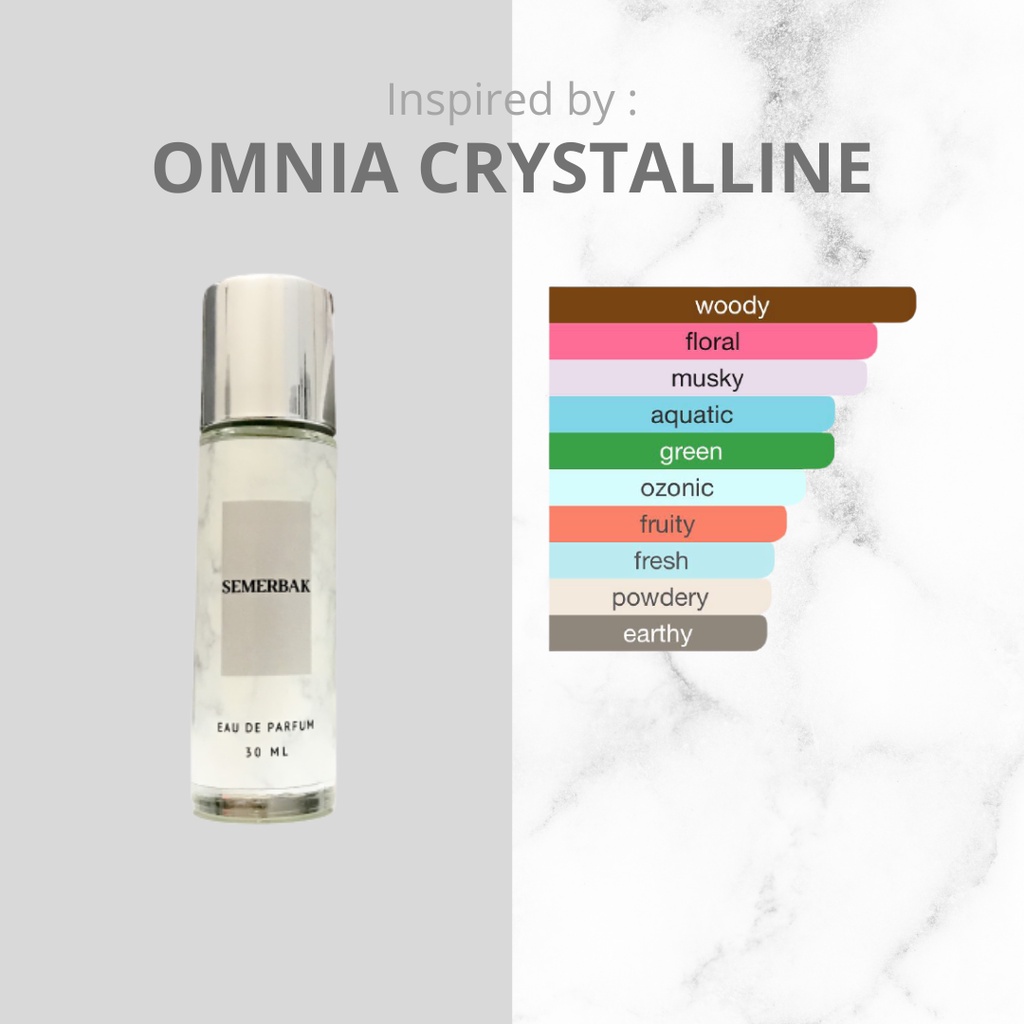 Inspired by :
OMNIA CRYSTALLINE
SEMERBAK
EAU DE PARFUM
30 ML
woody
floral
musky
aquatic
green
ozonic
fruity
fresh
powdery
earthy